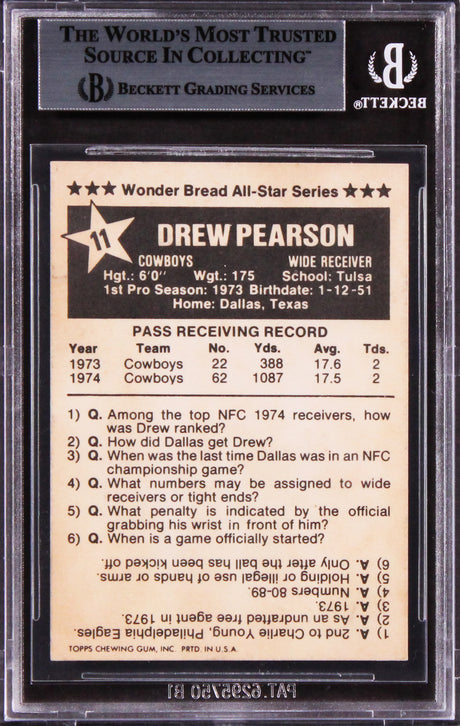 THE WORLD'S MOST TRUSTED
SOURCE IN COLLECTING™
B BECKETT GRADING SERVICES
B
BECKETT®
★★★ Wonder Bread All-Star Series ★★★
11
DREW PEARSON
COWBOYS WIDE RECEIVER
Hgt.: 6'0" Wgt.: 175 School: Tulsa
1st Pro Season: 1973 Birthdate: 1-12-51
Home: Dallas, Texas
PASS RECEIVING RECORD
Year Team No. Yds. Avg. Tds.
1973 Cowboys 22 388 17.6 2
1974 Cowboys 62 1087 17.5 2
1) Q. Among the top NFC 1974 receivers, how
was Drew ranked?
2) Q. How did Dallas get Drew?
3) Q. When was the last time Dallas was in an NFC
championship game?
4) Q. What numbers may be assigned to wide
receivers or tight ends?
5) Q. What penalty is indicated by the official
grabbing his wrist in front of him?
6) Q. When is a game officially started?
1) A. 2nd to Charlie Young, Philadelphia Eagles.
2) A. As an undrafted free agent in 1973.
3) A. 1973.
4) A. Numbers 80-89.
5) A. Holding or illegal use of hands or arms.
6) A. Only after the ball has been kicked off.
TOPPS CHEWING GUM, INC. PRTD. IN U.S.A.
PAT. 6295750 B1